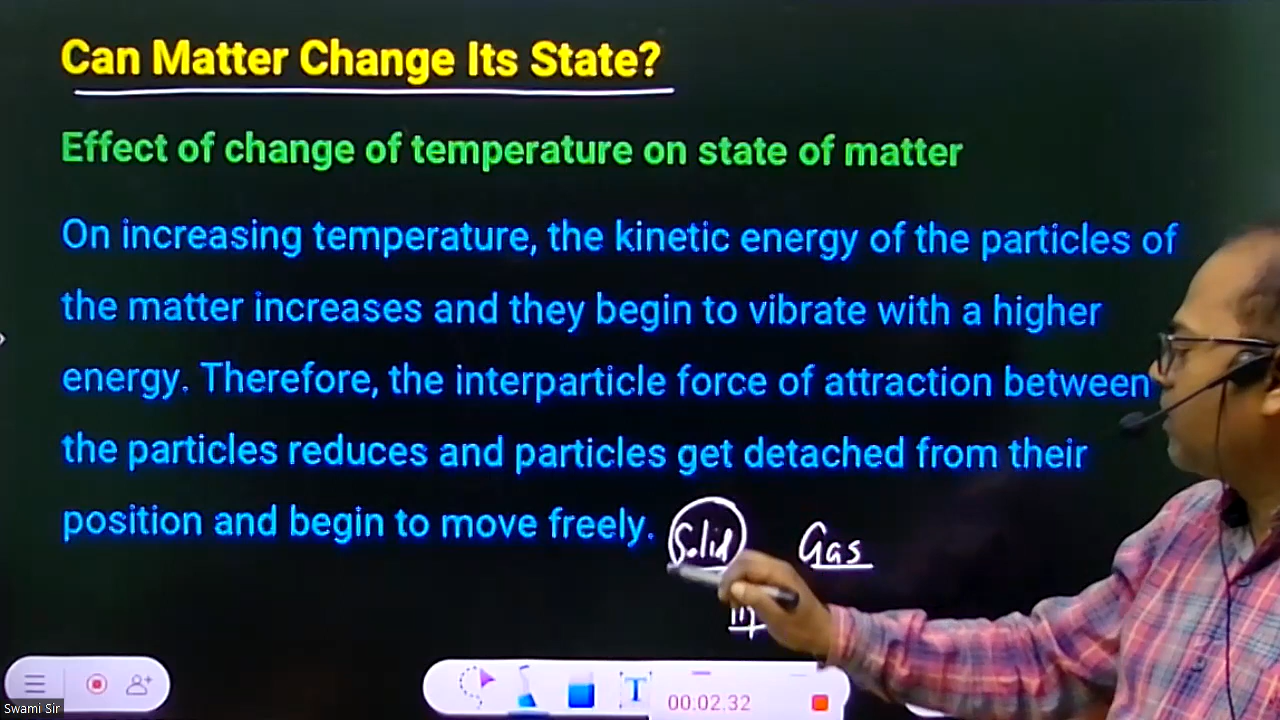 Can Matter Change Its State?
Effect of change of temperature on state of matter
On increasing temperature, the kinetic energy of the particles of
the matter increases and they begin to vibrate with a higher
energy. Therefore, the interparticle force of attraction between
the particles reduces and particles get detached from their
position and begin to move freely.
Solid Gas
T
00:02.32
Swami Sir